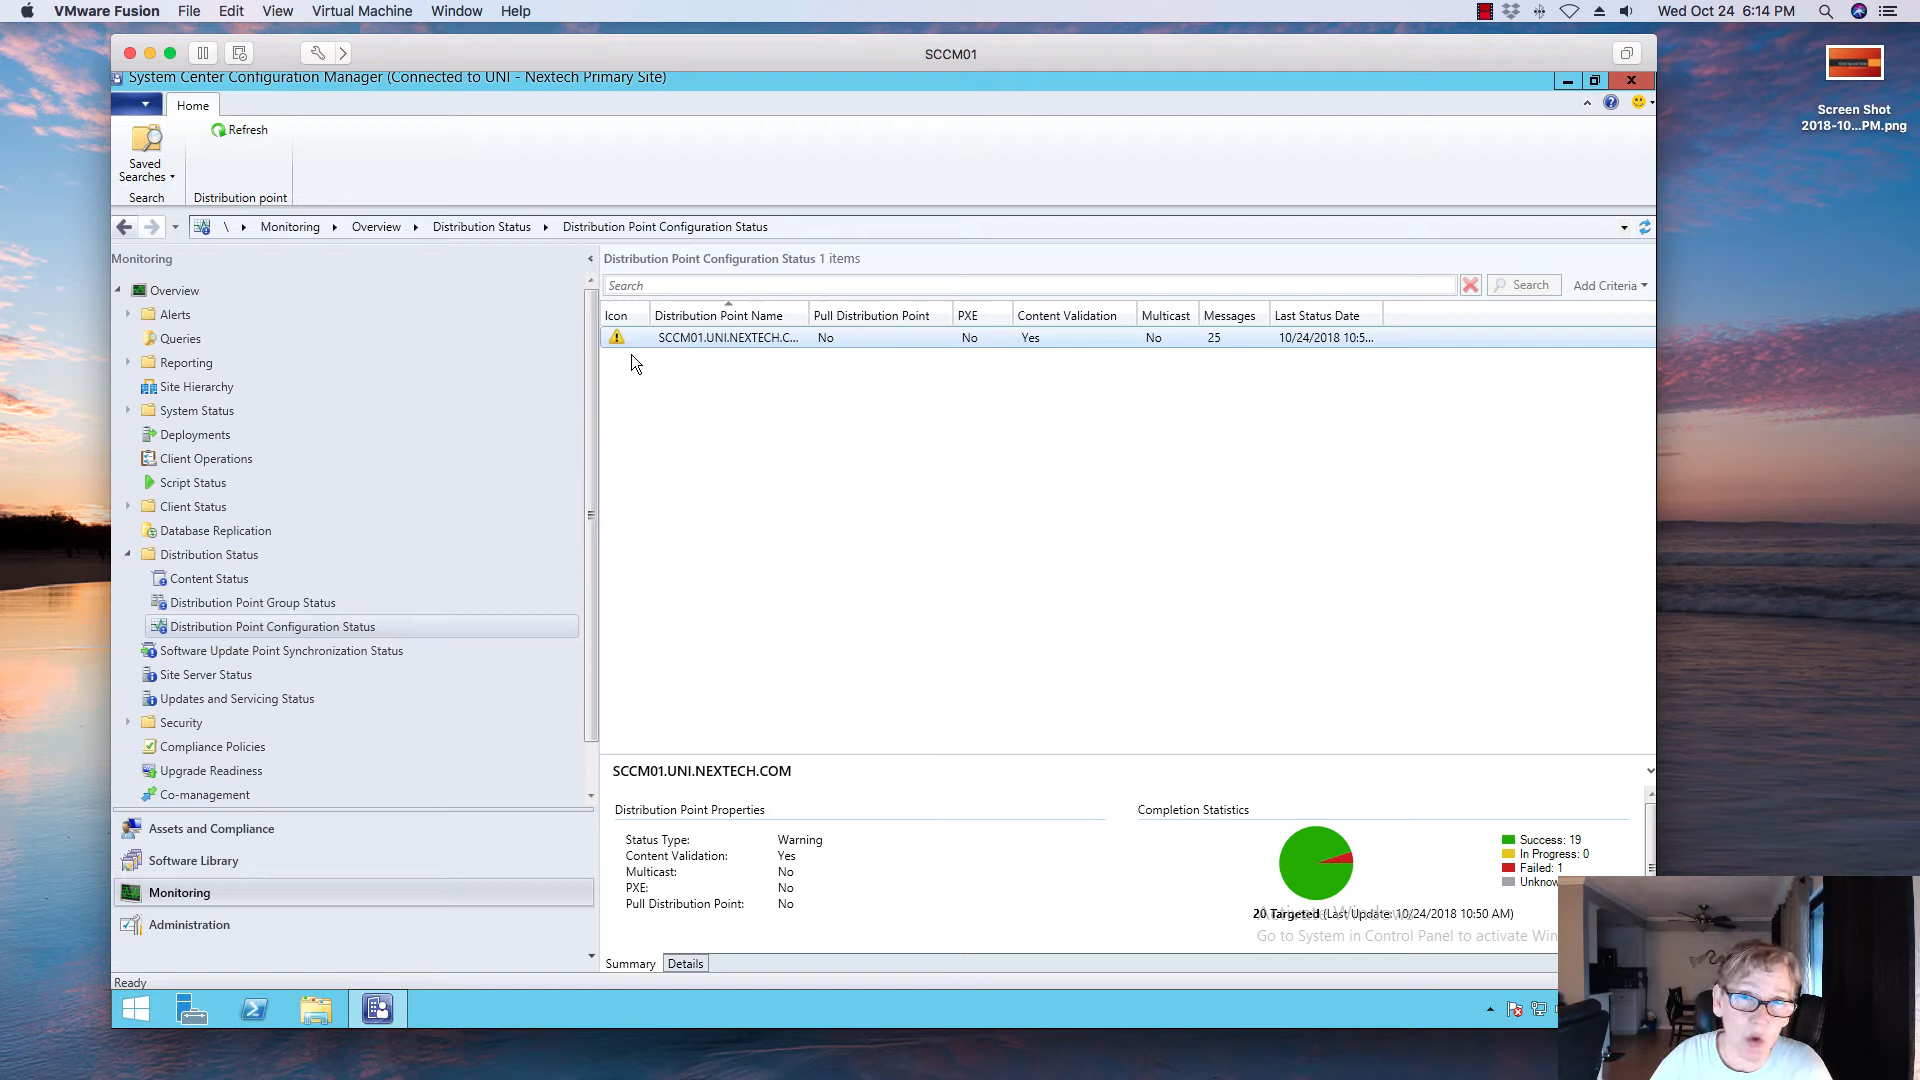 VMware Fusion File Edit View Virtual Machine Window Help Wed Oct 24 6:14 PM
SCCM01
System Center Configuration Manager (Connected to UNI - Nextech Primary Site)
Home
Refresh
Saved
Searches
Search
Distribution point
\ Monitoring Overview Distribution Status Distribution Point Configuration Status
Monitoring
Overview
Alerts
Queries
Reporting
Site Hierarchy
System Status
Deployments
Client Operations
Script Status
Client Status
Database Replication
Distribution Status
Content Status
Distribution Point Group Status
Distribution Point Configuration Status
Software Update Point Synchronization Status
Site Server Status
Updates and Servicing Status
Security
Compliance Policies
Upgrade Readiness
Co-management
Assets and Compliance
Software Library
Monitoring
Administration
Ready
Distribution Point Configuration Status 1 items
Search Search Add Criteria
Icon Distribution Point Name Pull Distribution Point PXE Content Validation Multicast Messages Last Status Date
SCCM01.UNI.NEXTECH.C... No No Yes No 25 10/24/2018 10:5...
SCCM01.UNI.NEXTECH.COM
Distribution Point Properties
Status Type: Warning
Content Validation: Yes
Multicast: No
PXE: No
Pull Distribution Point: No
Completion Statistics
Success: 19
In Progress: 0
Failed: 1
Unknow
20 Targeted (Last Update: 10/24/2018 10:50 AM)
Activate Windows
Go to System in Control Panel to activate Win
Summary Details
Screen Shot
2018-10...PM.png